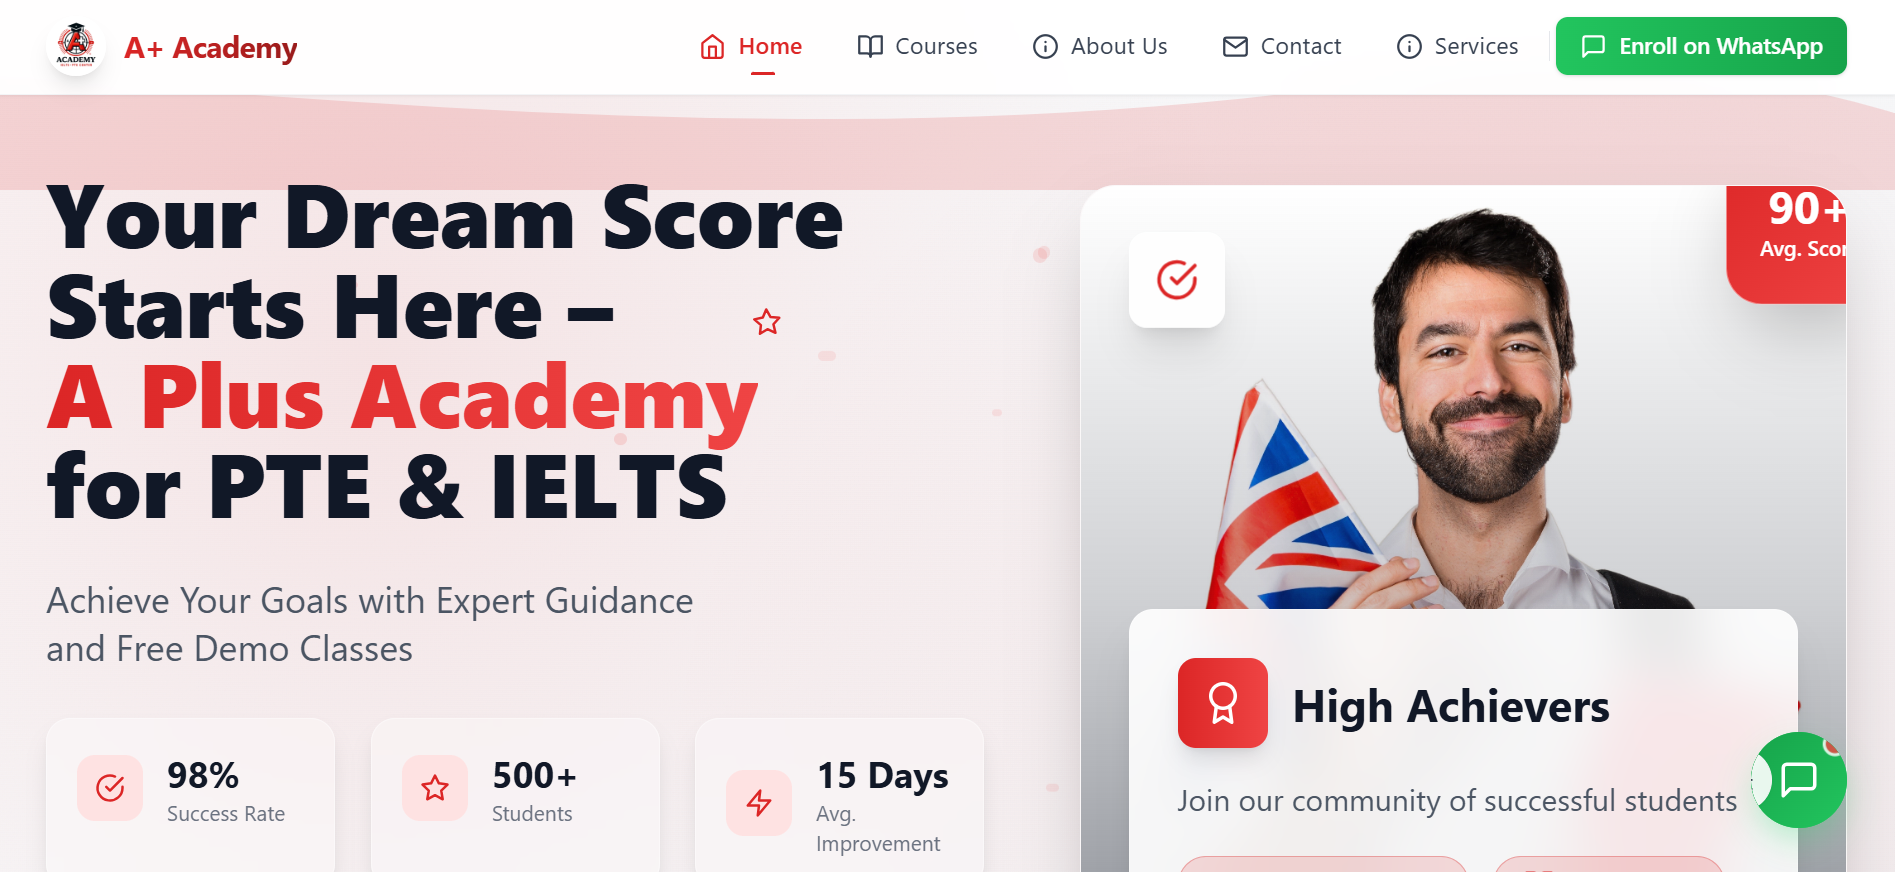 ACADEMY
A+ Academy
Home
Courses
About Us
Contact
Services
Enroll on WhatsApp
Your Dream Score
Starts Here –
A Plus Academy
for PTE & IELTS
Achieve Your Goals with Expert Guidance
and Free Demo Classes
98%
Success Rate
500+
Students
15 Days
Avg.
Improvement
90+
Avg. Scor
High Achievers
Join our community of successful students